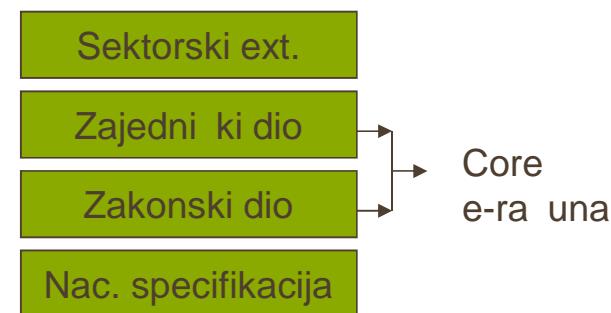 Sektorski ext.
Zajedni ki dio
Zakonski dio
Nac. specifikacija
Core
e-ra una